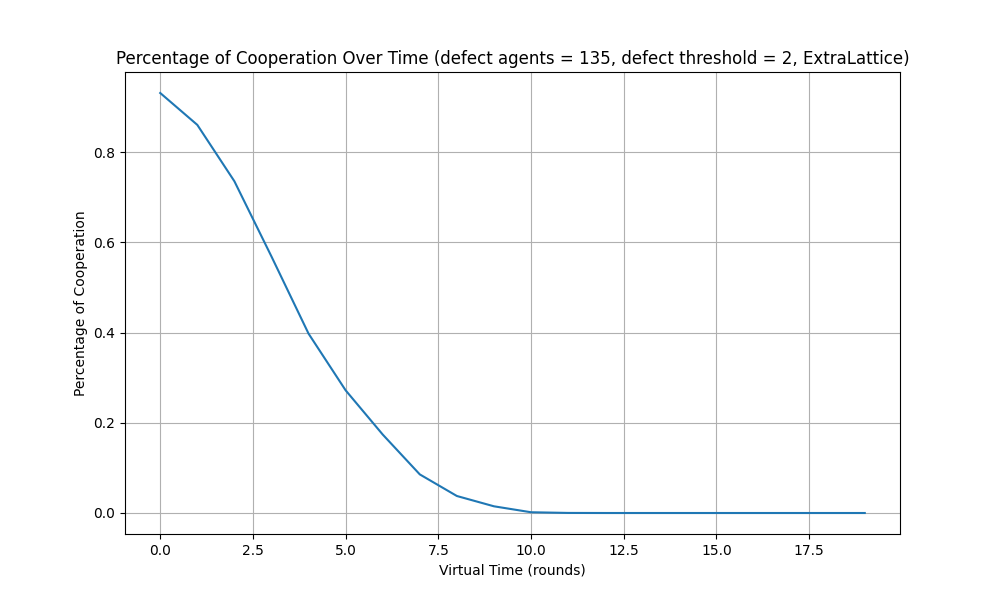 Percentage of Cooperation Over Time (defect agents = 135, defect threshold = 2, ExtraLattice)
Percentage of Cooperation
0.8
0.6
0.4
0.2
0.0
0.0 2.5 5.0 7.5 10.0 12.5 15.0 17.5
Virtual Time (rounds)